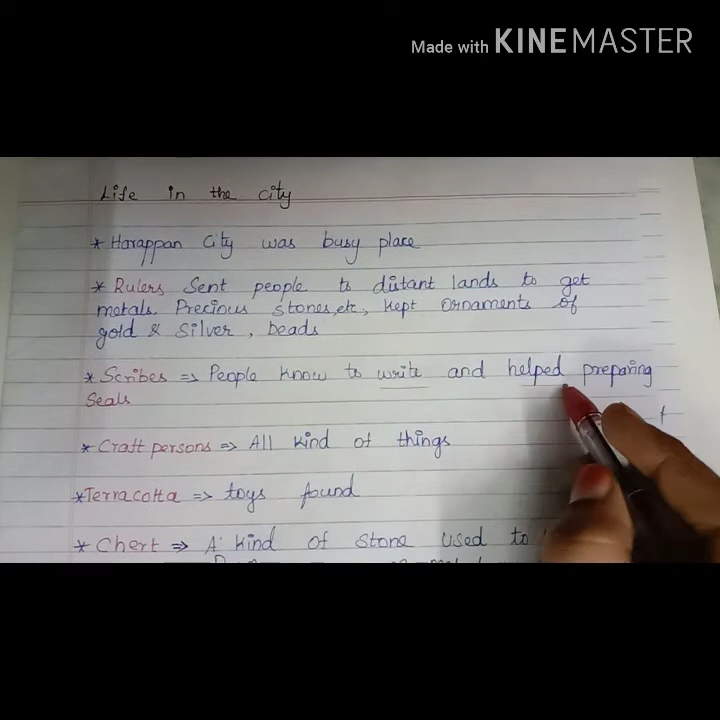 Made with KINEMASTER
Life in the city
* Harappan City was busy place
* Rulers Sent people to distant lands to get
metals, Precious stones, etc, kept ornaments of
gold & Silver, beads
* Scribes => People know to write and helped preparing
Seals
* Craft persons => All kind of things
* Terracotta => toys found
* Chert => A kind of stone used to